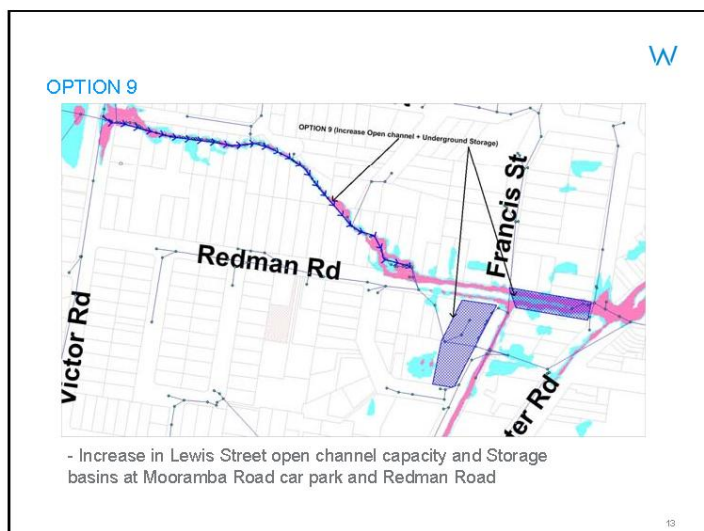 W
OPTION 9
OPTION 9 (Increase Open channel + Underground Storage)
Francis St
Redman Rd
Victor Rd
ter Rd
- Increase in Lewis Street open channel capacity and Storage
basins at Mooramba Road car park and Redman Road
13